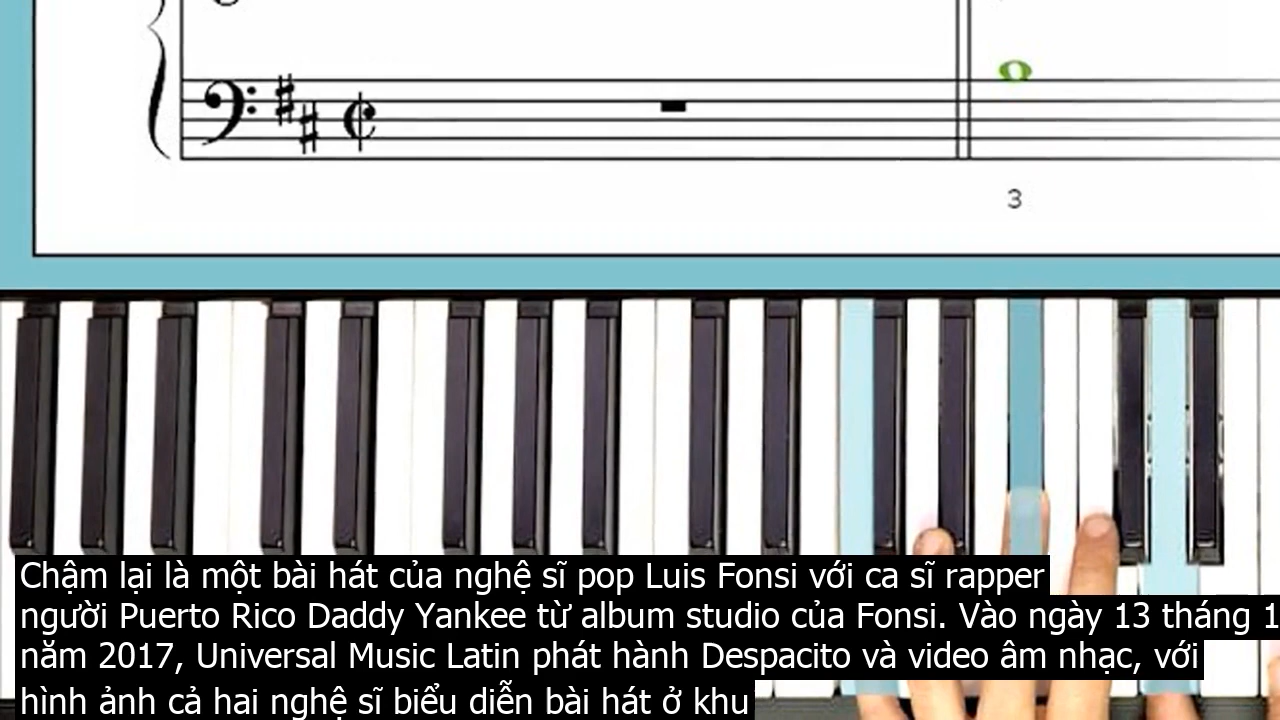 3
Chậm lại là một bài hát của nghệ sĩ pop Luis Fonsi với ca sĩ rapper
người Puerto Rico Daddy Yankee từ album studio của Fonsi. Vào ngày 13 tháng 1
năm 2017, Universal Music Latin phát hành Despacito và video âm nhạc, với
hình ảnh cả hai nghệ sĩ biểu diễn bài hát ở khu